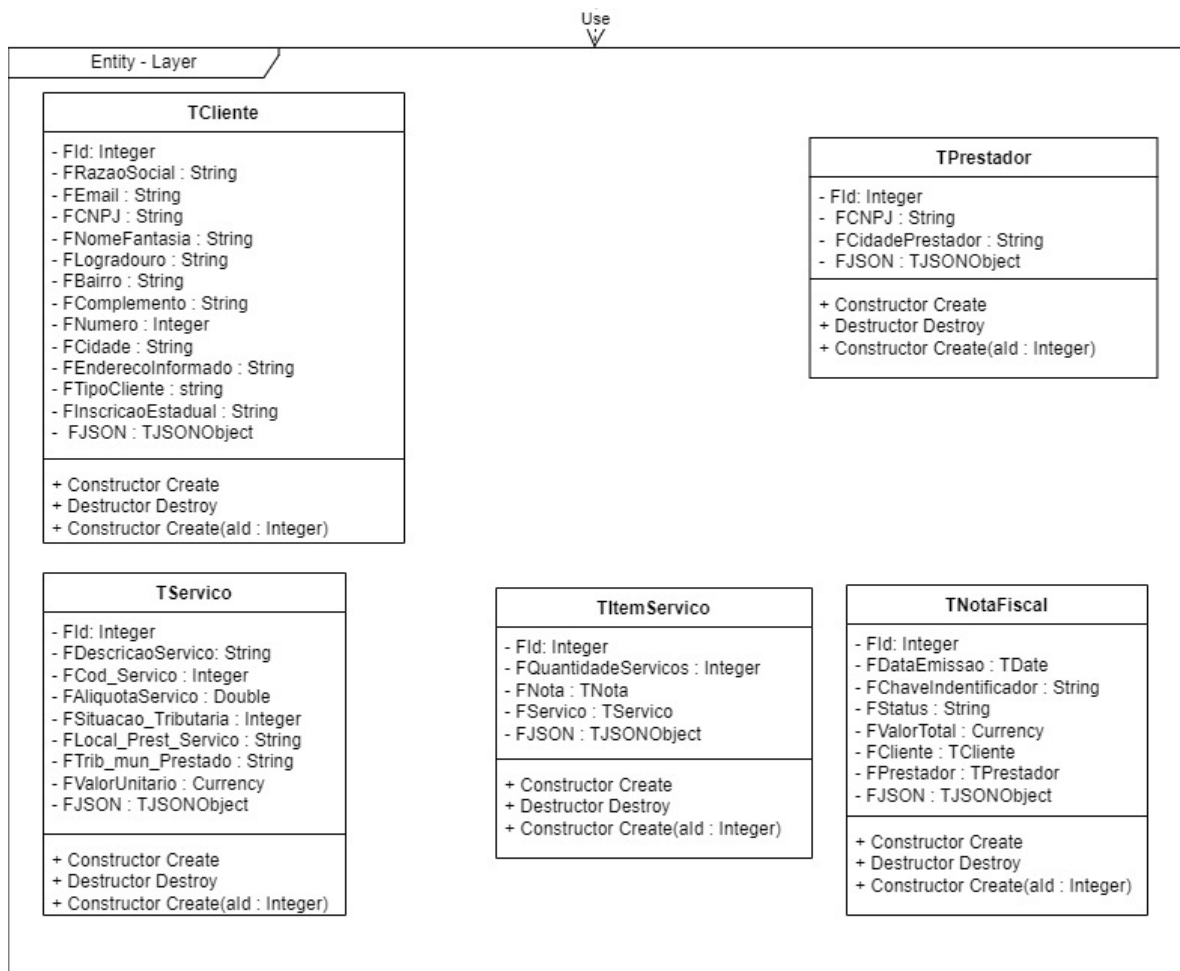 Use
Entity - Layer
TCliente
- FId: Integer
- FRazaoSocial : String
- FEmail : String
- FCNPJ : String
- FNomeFantasia : String
- FLogradouro : String
- FBairro : String
- FComplemento : String
- FNumero : Integer
- FCidade : String
- FEnderecoInformado : String
- FTipoCliente : string
- FInscricaoEstadual : String
- FJSON : TJSONObject
+ Constructor Create
+ Destructor Destroy
+ Constructor Create(aId : Integer)
TPrestador
- FId: Integer
- FCNPJ : String
- FCidadePrestador : String
- FJSON : TJSONObject
+ Constructor Create
+ Destructor Destroy
+ Constructor Create(aId : Integer)
TServico
- FId: Integer
- FDescricaoServico: String
- FCod_Servico : Integer
- FAliquotaServico : Double
- FSituacao_Tributaria : Integer
- FLocal_Prest_Servico : String
- FTrib_mun_Prestado : String
- FValorUnitario : Currency
- FJSON : TJSONObject
+ Constructor Create
+ Destructor Destroy
+ Constructor Create(aId : Integer)
TItemServico
- FId: Integer
- FQuantidadeServicos : Integer
- FNota : TNota
- FServico : TServico
- FJSON : TJSONObject
+ Constructor Create
+ Destructor Destroy
+ Constructor Create(aId : Integer)
TNotaFiscal
- FId: Integer
- FDataEmissao : TDate
- FChaveIndentificador : String
- FStatus : String
- FValorTotal : Currency
- FCliente : TCliente
- FPrestador : TPrestador
- FJSON : TJSONObject
+ Constructor Create
+ Destructor Destroy
+ Constructor Create(aId : Integer)